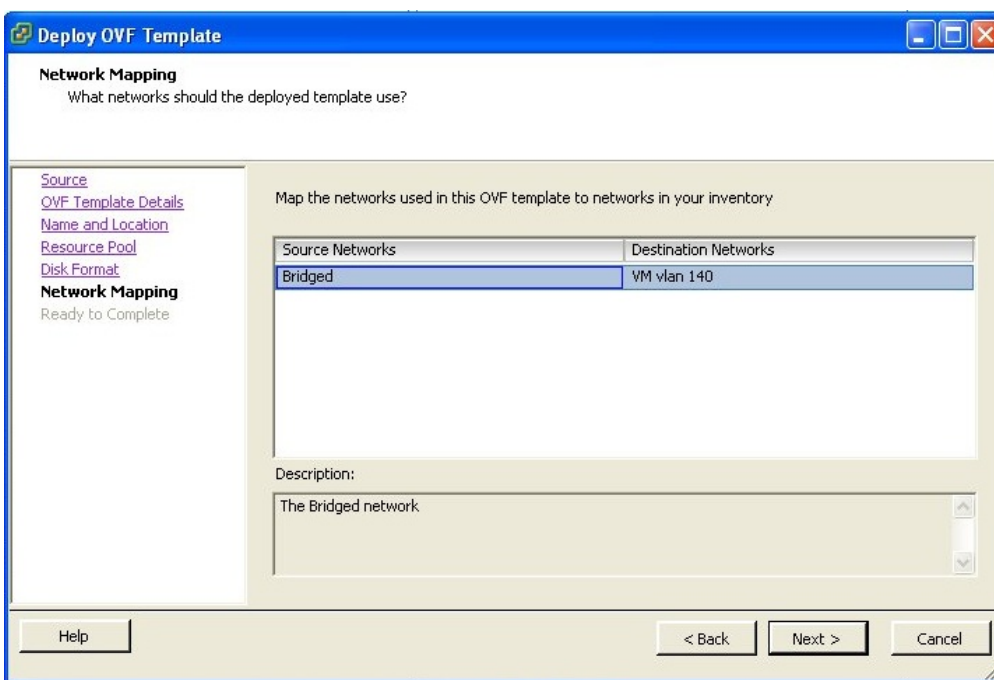 Deploy OVF Template
Network Mapping
What networks should the deployed template use?
Source
OVF Template Details
Name and Location
Resource Pool
Disk Format
Network Mapping
Ready to Complete
Map the networks used in this OVF template to networks in your inventory
Source Networks Destination Networks
Bridged VM vlan 140
Description:
The Bridged network
Help < Back Next > Cancel